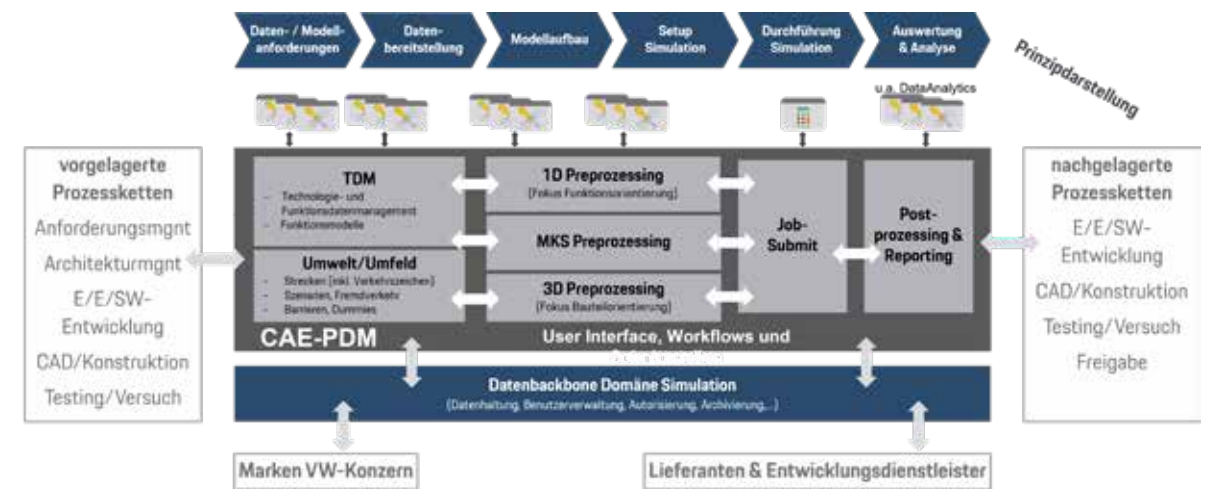 Daten- / Modell-
anforderungen
Daten-
bereitstellung
Modellaufbau
Setup
Simulation
Durchführung
Simulation
Auswertung
& Analyse
u.a. DataAnalytics
Prinzipdarstellung
vorgelagerte
Prozessketten
Anforderungsmgnt
Architekturmgnt
E/E/SW-
Entwicklung
CAD/Konstruktion
Testing/Versuch
TDM
- Technologie- und
Funktionsdatenmanagement
- Funktionsmodelle
Umwelt/Umfeld
- Strecken (inkl. Verkehrszeichen)
- Szenarien, Fremdverkehr
- Barrieren, Dummies
1D Preprozessing
(Fokus Funktionsorientierung)
MKS Preprozessing
3D Preprozessing
(Fokus Bauteilorientierung)
Job-
Submit
Post-
prozessing &
Reporting
CAE-PDM
User Interface, Workflows und
nachgelagerte
Prozessketten
E/E/SW-
Entwicklung
CAD/Konstruktion
Testing/Versuch
Freigabe
Datenbackbone Domäne Simulation
(Datenhaltung, Benutzerverwaltung, Autorisierung, Archivierung,...)
Marken VW-Konzern
Lieferanten & Entwicklungsdienstleister